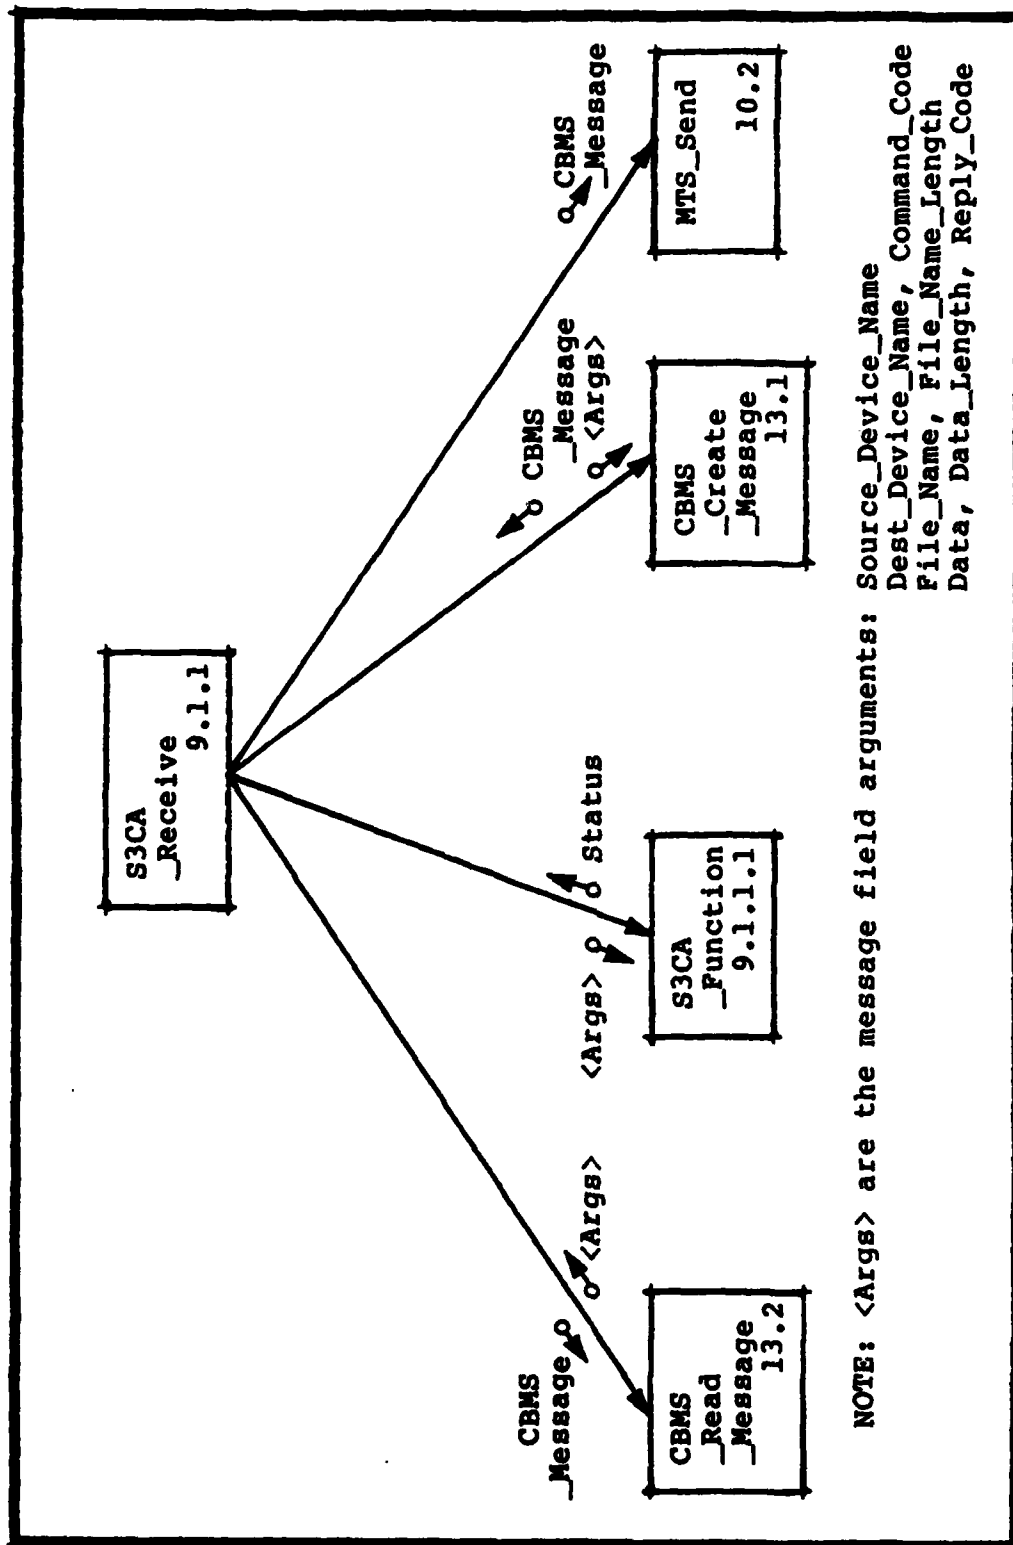 S3CA
_Receive
9.1.1
CBMS
_Message
<Args>
<Args>
Status
CBMS
_Message
<Args>
CBMS
_Message
CBMS
_Read
_Message
13.2
S3CA
_Function
9.1.1.1
CBMS
_Create
_Message
13.1
MTS_Send
10.2
NOTE: <Args> are the message field arguments: Source_Device_Name
Dest_Device_Name, Command_Code
File_Name, File_Name_Length
Data, Data_Length, Reply_Code